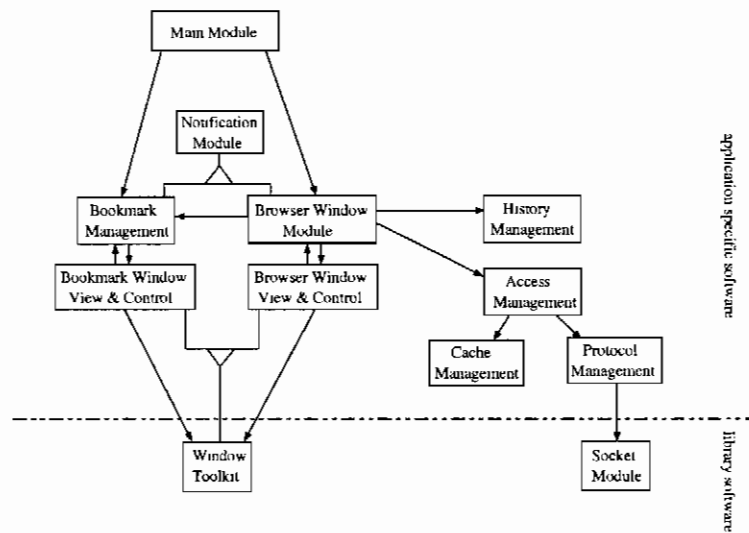 Main Module
Notification
Module
Bookmark
Management
Browser Window
Module
History
Management
Bookmark Window
View & Control
Browser Window
View & Control
Access
Management
Cache
Management
Protocol
Management
Window
Toolkit
Socket
Module
application specific software
library software